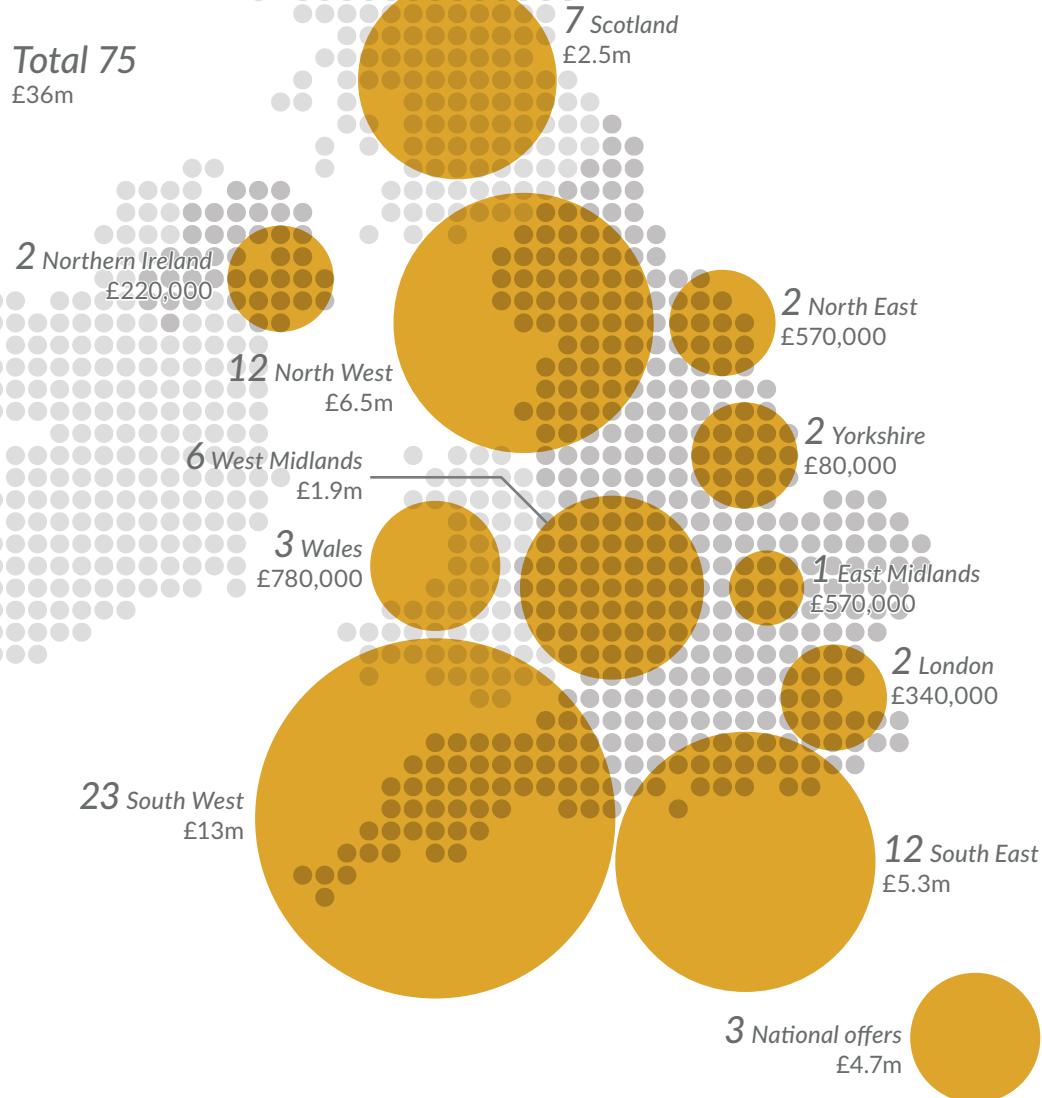 7 Scotland
£2.5m
Total 75
£36m
2 Northern Ireland
£220,000
2 North East
£570,000
12 North West
£6.5m
2 Yorkshire
£80,000
6 West Midlands
£1.9m
3 Wales
£780,000
1 East Midlands
£570,000
2 London
£340,000
23 South West
£13m
12 South East
£5.3m
3 National offers
£4.7m